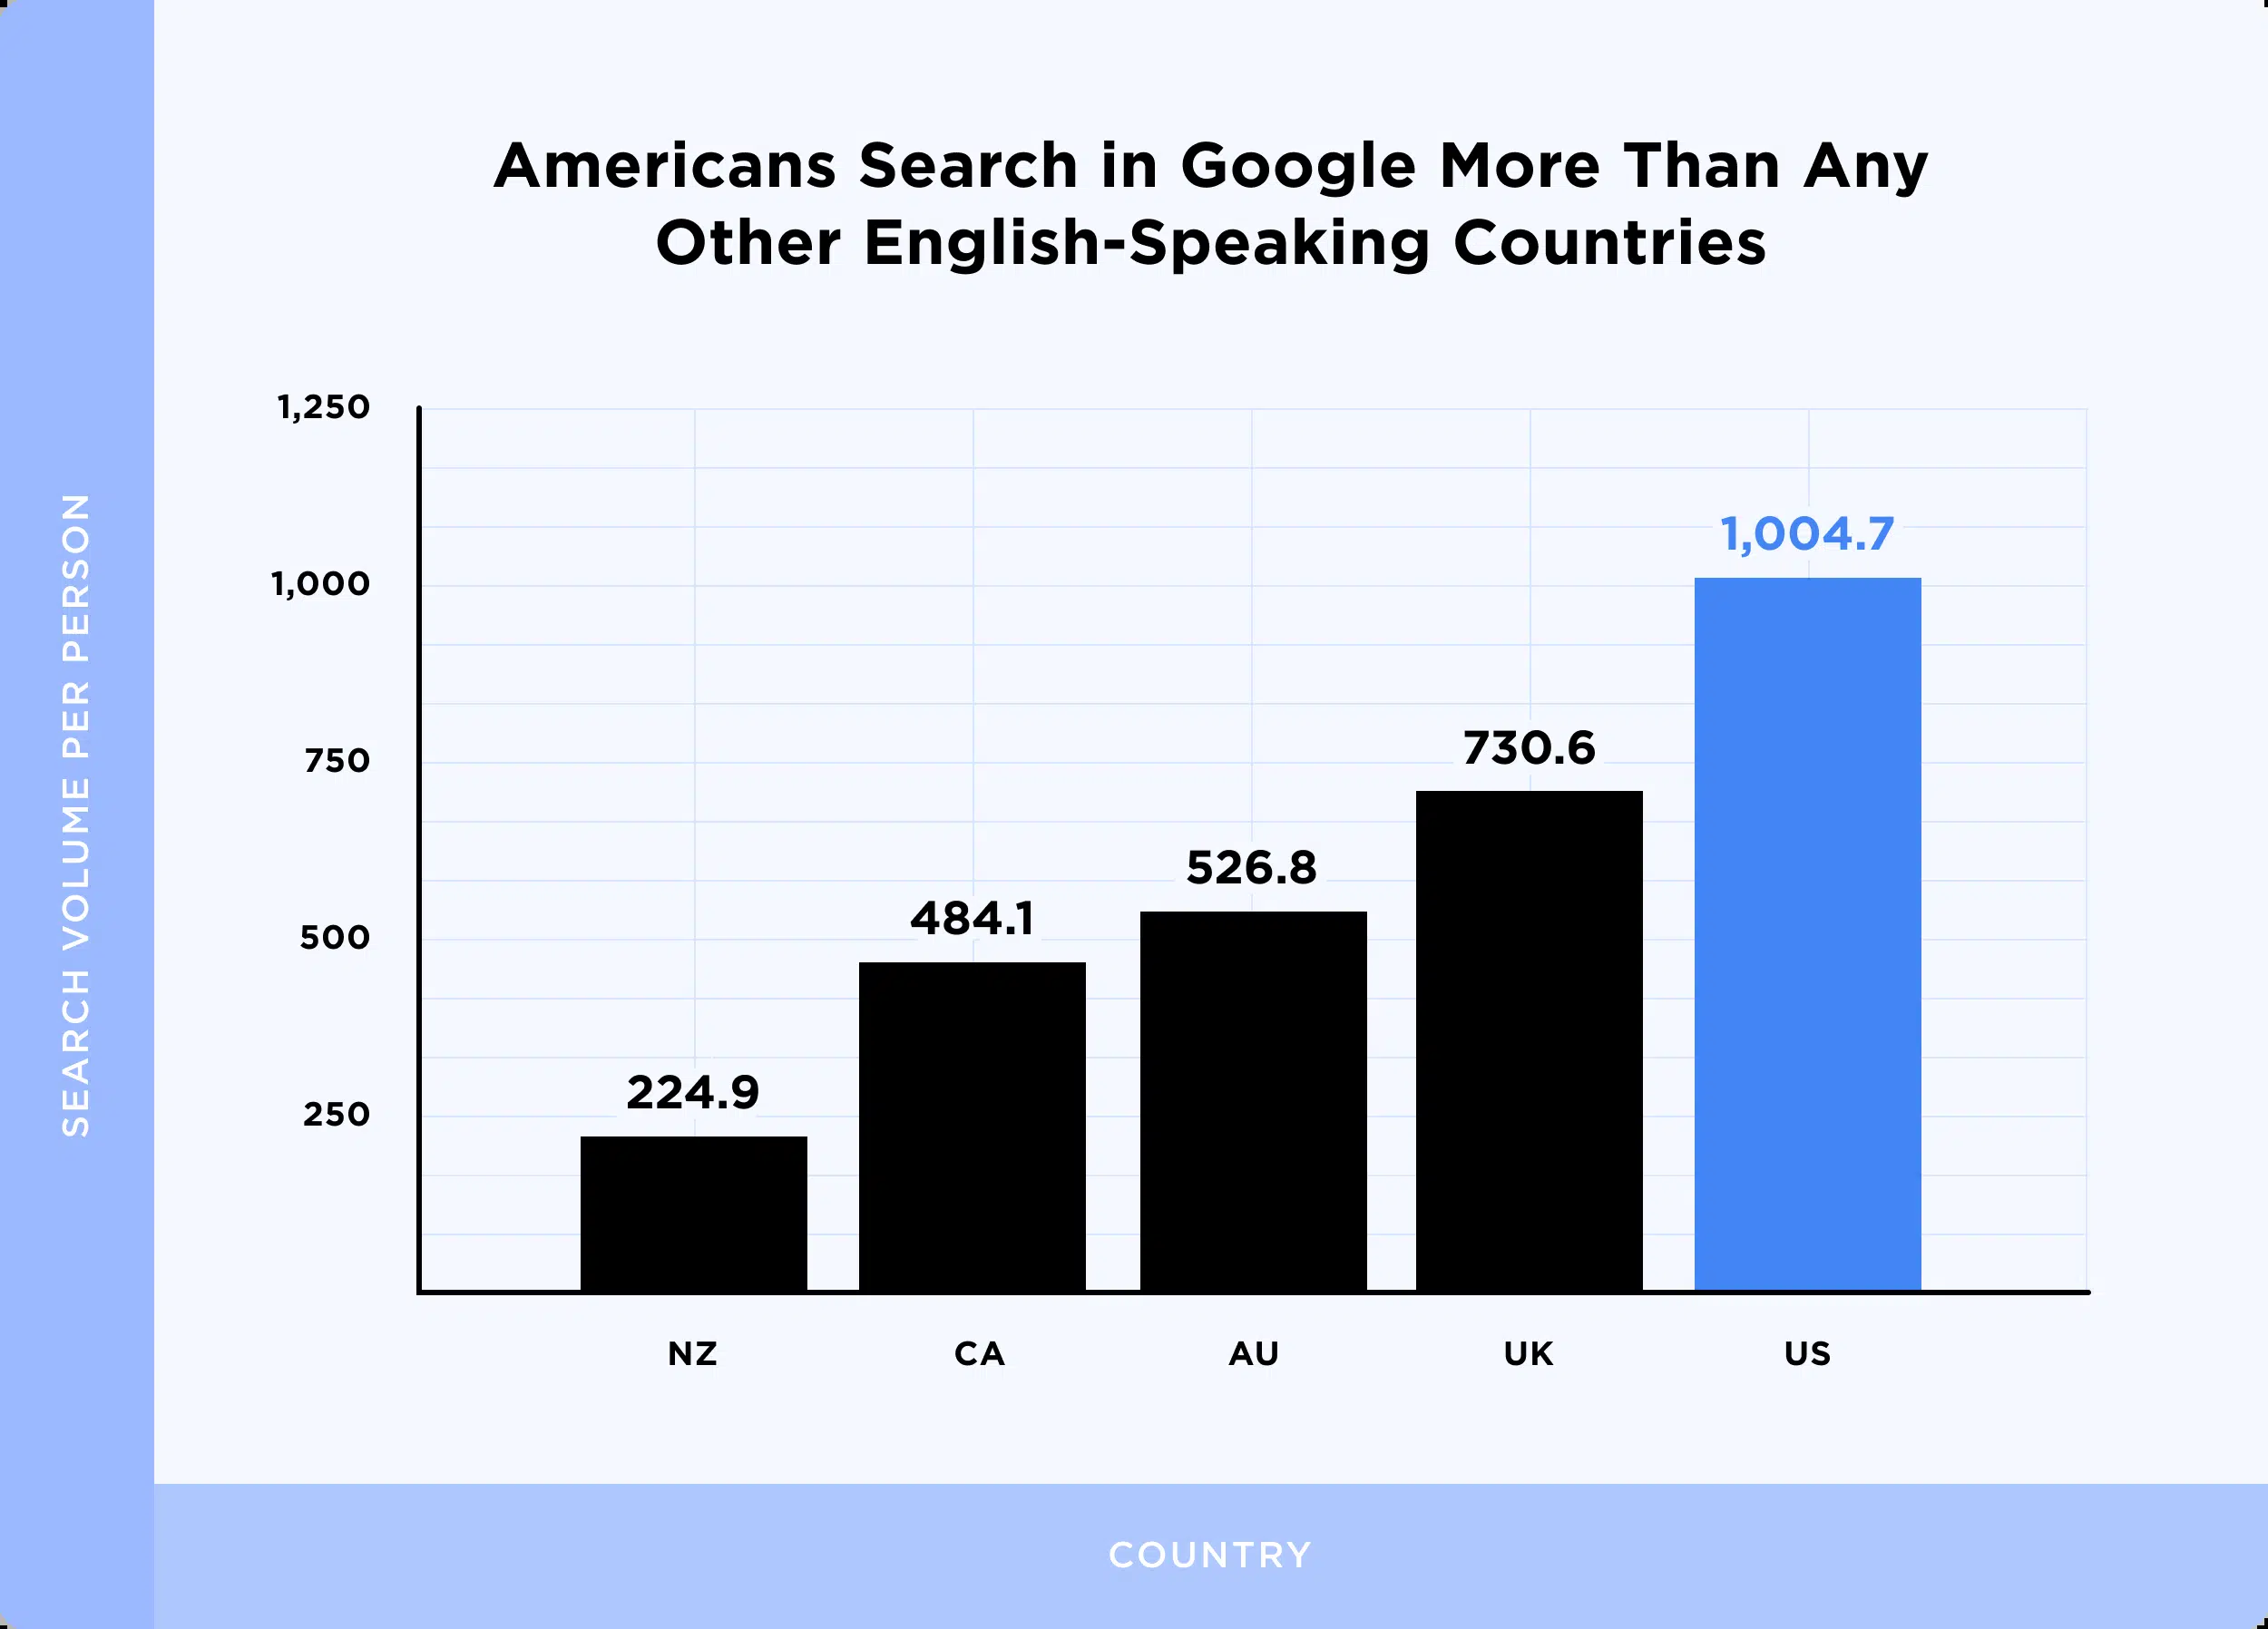 Americans Search in Google More Than Any
Other English-Speaking Countries
SEARCH VOLUME PER PERSON
1,250
1,000
750
500
250
224.9
484.1
526.8
730.6
1,004.7
NZ
CA
AU
UK
US
COUNTRY